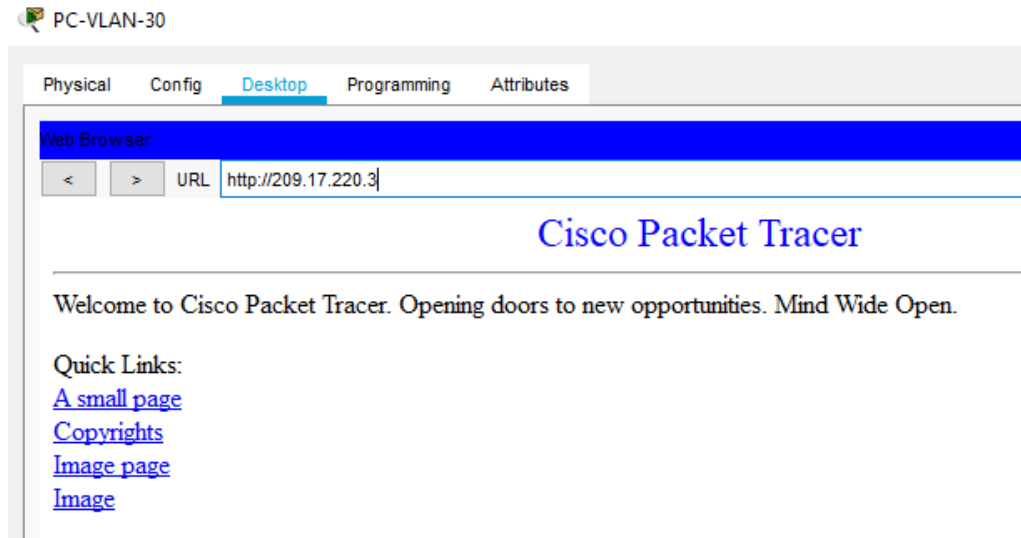 PC-VLAN-30
Physical Config Desktop Programming Attributes
Web Browser
< > URL http://209.17.220.3
Cisco Packet Tracer
Welcome to Cisco Packet Tracer. Opening doors to new opportunities. Mind Wide Open.
Quick Links:
A small page
Copyrights
Image page
Image